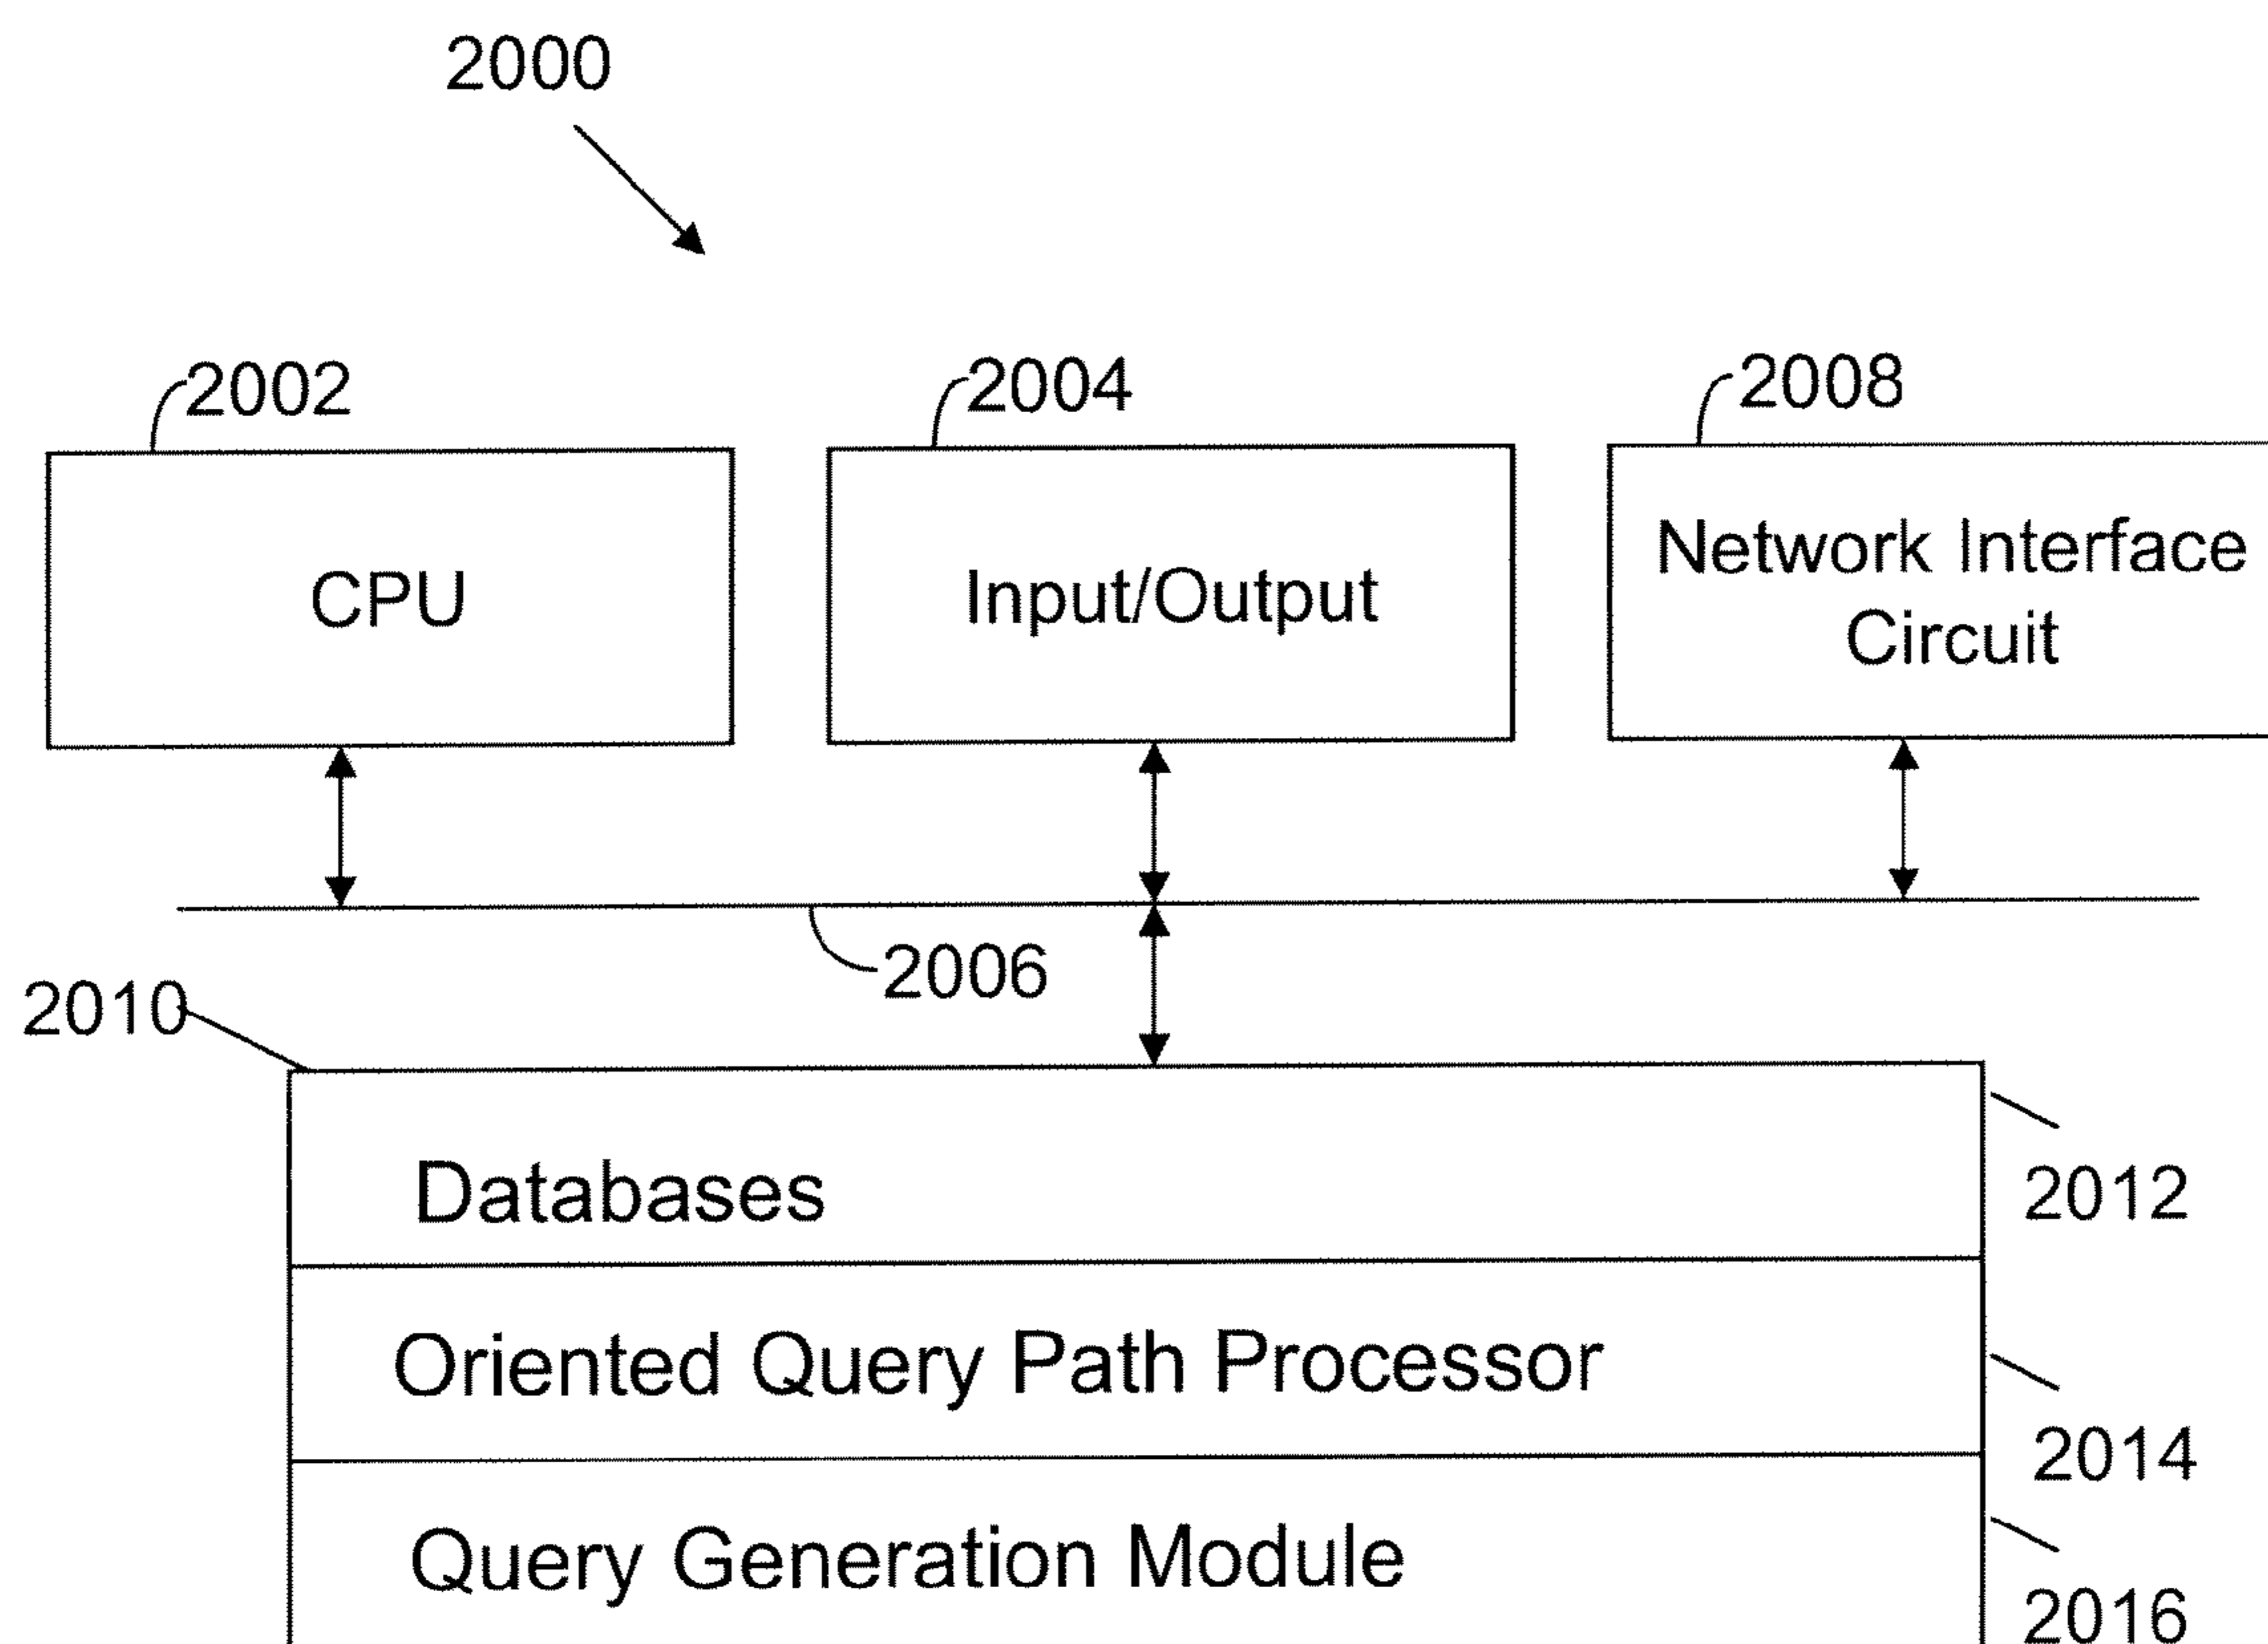 2000
2002
2004
2008
CPU
Input/Output
Network Interface
Circuit
2006
2010
Databases
2012
Oriented Query Path Processor
2014
Query Generation Module
2016